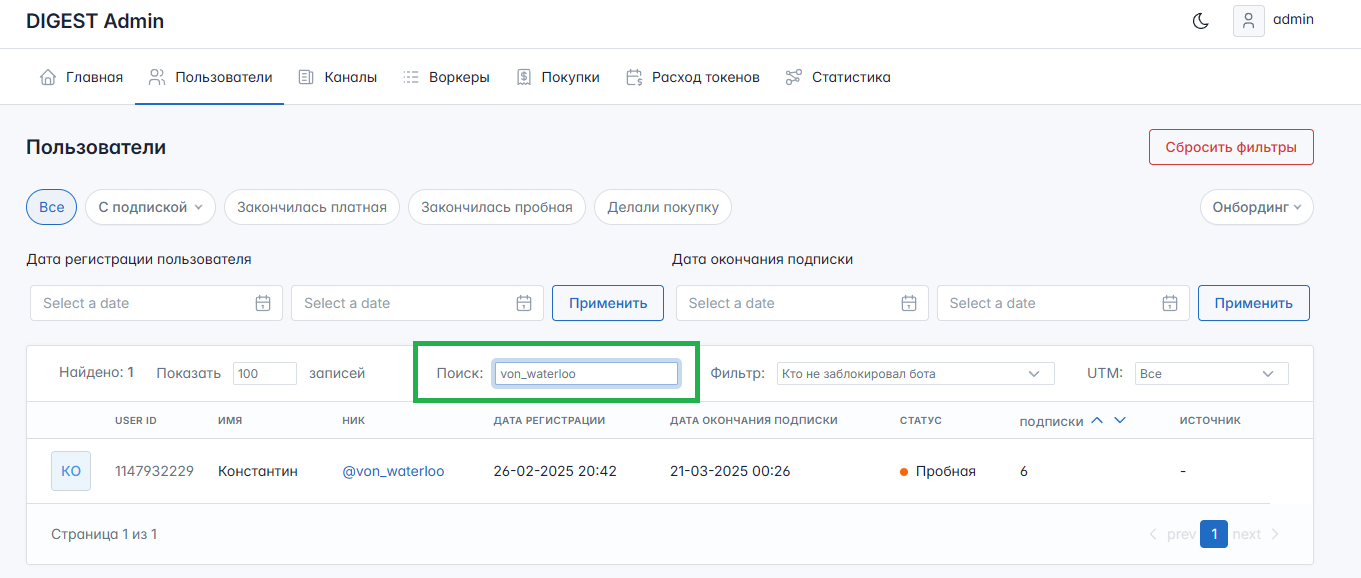 DIGEST Admin
admin
Главная Пользователи Каналы Воркеры Покупки Расход токенов Статистика
Пользователи
Сбросить фильтры
Все С подпиской Закончилась платная Закончилась пробная Делали покупку Онбординг
Дата регистрации пользователя Дата окончания подписки
Select a date Select a date Применить Select a date Select a date Применить
Найдено: 1 Показать 100 записей Поиск: von_waterloo Фильтр: Кто не заблокировал бота UTM: Все
USER ID ИМЯ НИК ДАТА РЕГИСТРАЦИИ ДАТА ОКОНЧАНИЯ ПОДПИСКИ СТАТУС подписки ИСТОЧНИК
КО 1147932229 Константин @von_waterloo 26-02-2025 20:42 21-03-2025 00:26 Пробная 6 -
Страница 1 из 1 prev 1 next